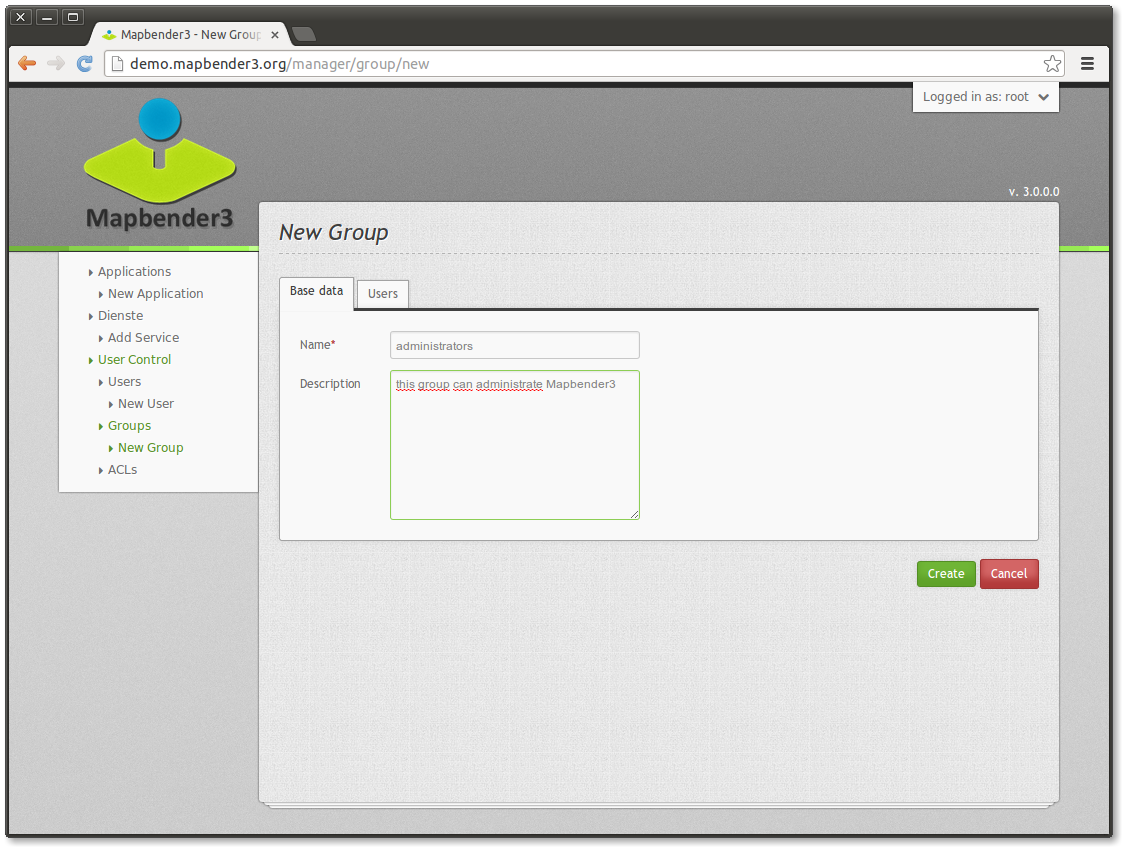 Mapbender3 - New Group
demo.mapbender3.org/manager/group/new
Logged in as: root
Mapbender3
v. 3.0.0.0
Applications
New Application
Dienste
Add Service
User Control
Users
New User
Groups
New Group
ACLs
New Group
Base data
Users
Name*
administrators
Description
this group can administrate Mapbender3
Create
Cancel